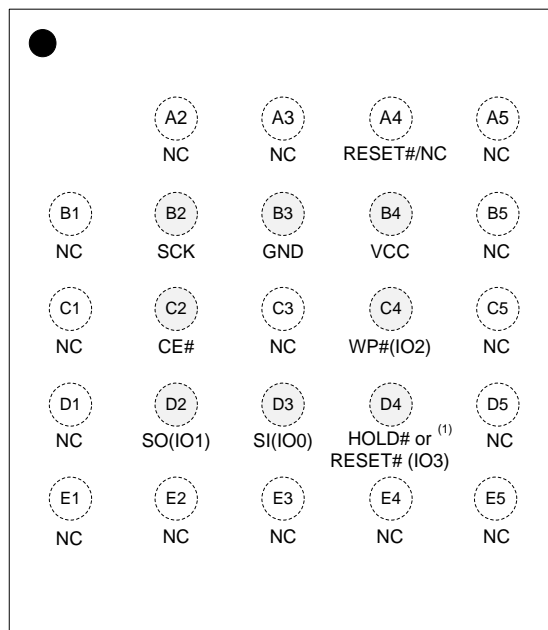 A2 A3 A4 A5
NC NC RESET#/NC NC
B1 B2 B3 B4 B5
NC SCK GND VCC NC
C1 C2 C3 C4 C5
NC CE# NC WP#(IO2) NC
D1 D2 D3 D4 D5
NC SO(IO1) SI(IO0) HOLD# or (1) NC
RESET# (IO3)
E1 E2 E3 E4 E5
NC NC NC NC NC